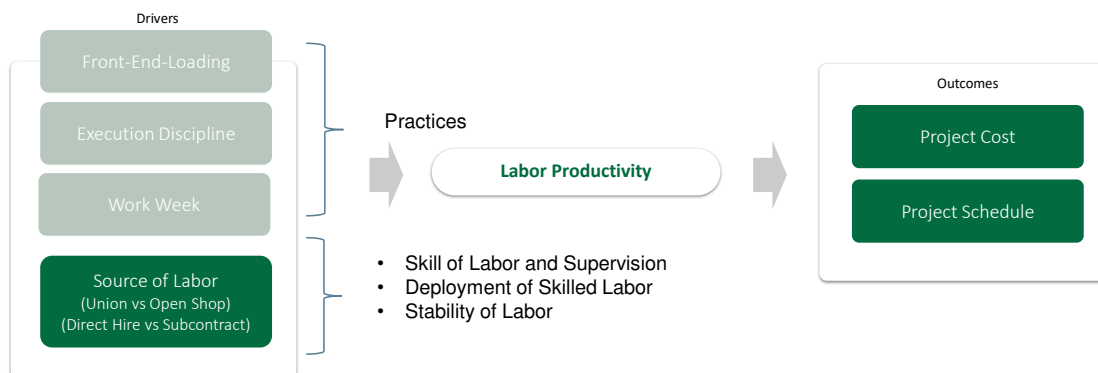 Drivers
Front-End-Loading
Execution Discipline
Work Week
Source of Labor
(Union vs Open Shop)
(Direct Hire vs Subcontract)
Practices
• Skill of Labor and Supervision
• Deployment of Skilled Labor
• Stability of Labor
Labor Productivity
Outcomes
Project Cost
Project Schedule